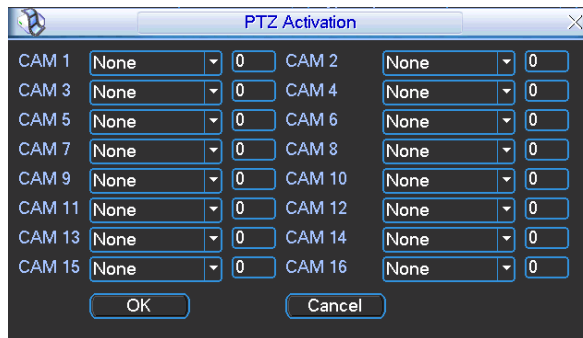 PTZ Activation
CAM 1 None 0 CAM 2 None 0
CAM 3 None 0 CAM 4 None 0
CAM 5 None 0 CAM 6 None 0
CAM 7 None 0 CAM 8 None 0
CAM 9 None 0 CAM 10 None 0
CAM 11 None 0 CAM 12 None 0
CAM 13 None 0 CAM 14 None 0
CAM 15 None 0 CAM 16 None 0
OK Cancel